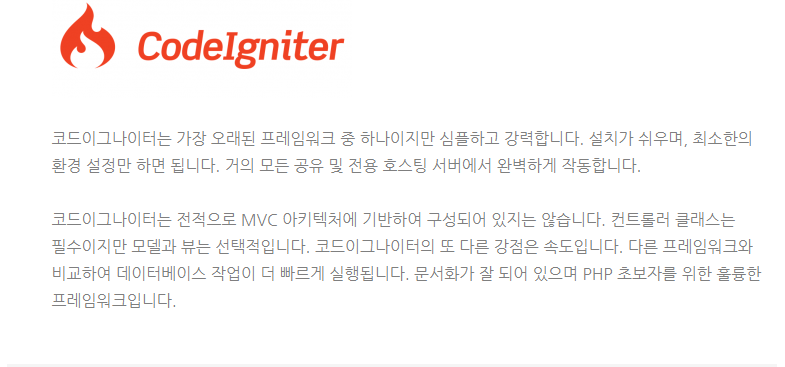 CodeIgniter
코드이그나이터는 가장 오래된 프레임워크 중 하나이지만 심플하고 강력합니다. 설치가 쉬우며, 최소한의
환경 설정만 하면 됩니다. 거의 모든 공유 및 전용 호스팅 서버에서 완벽하게 작동합니다.
코드이그나이터는 전적으로 MVC 아키텍처에 기반하여 구성되어 있지는 않습니다. 컨트롤러 클래스는
필수이지만 모델과 뷰는 선택적입니다. 코드이그나이터의 또 다른 강점은 속도입니다. 다른 프레임워크와
비교하여 데이터베이스 작업이 더 빠르게 실행됩니다. 문서화가 잘 되어 있으며 PHP 초보자를 위한 훌륭한
프레임워크입니다.